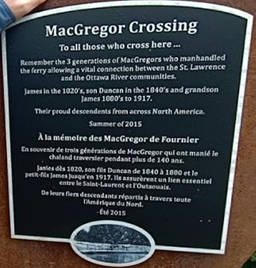 MacGregor Crossing
To all those who cross here ...
Remember the 3 generations of MacGregors who manhandled
the ferry allowing a vital connection between the St. Lawrence
and the Ottawa River communities.
James in the 1820's, son Duncan in the 1840's and grandson
James 1880's to 1917.
Their proud descendents from across North America.
Summer of 2015
À la mémoire des MacGregor de Fournier
En souvenir de trois générations de MacGregor qui ont manié le
chaland traversier pendant plus de 140 ans.
James dès 1820, son fils Duncan de 1840 à 1880 et le
petit-fils James jusqu'en 1917. Ils assurèrent un lien essentiel
entre le Saint-Laurent et l'Outaouais.
De leurs fiers descendants répartis à travers toute
l'Amérique du Nord.
-Été 2015